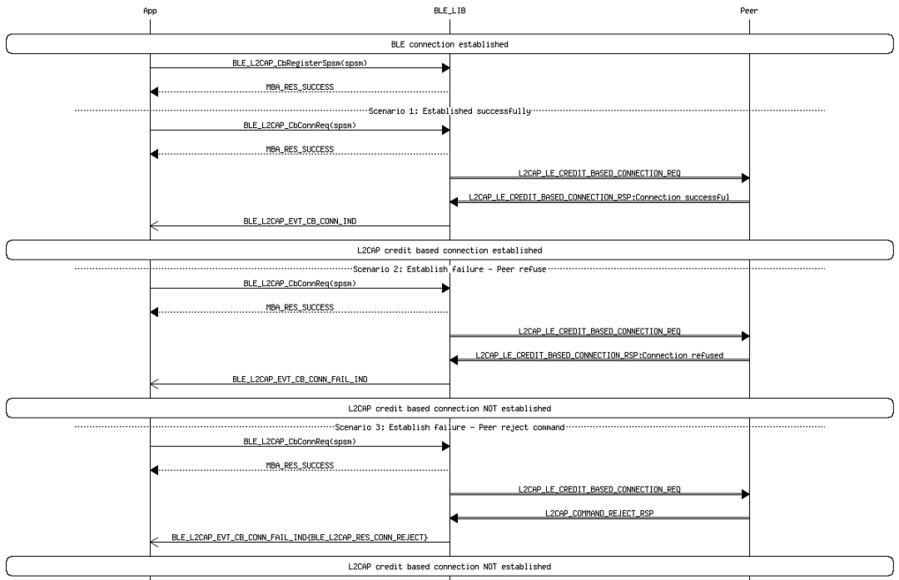 App BLE_LIB Peer
BLE connection established
BLE_L2CAP_CbRegisterSpsm(spsm)
MBA_RES_SUCCESS
Scenario 1: Established successfully
BLE_L2CAP_CbConnReq(spsm)
MBA_RES_SUCCESS
L2CAP_LE_CREDIT_BASED_CONNECTION_REQ
L2CAP_LE_CREDIT_BASED_CONNECTION_RSP:Connection successful
BLE_L2CAP_EVT_CB_CONN_IND
L2CAP credit based connection established
Scenario 2: Establish failure - Peer refuse
BLE_L2CAP_CbConnReq(spsm)
MBA_RES_SUCCESS
L2CAP_LE_CREDIT_BASED_CONNECTION_REQ
L2CAP_LE_CREDIT_BASED_CONNECTION_RSP:Connection refused
BLE_L2CAP_EVT_CB_CONN_FAIL_IND
L2CAP credit based connection NOT established
Scenario 3: Establish failure - Peer reject command
BLE_L2CAP_CbConnReq(spsm)
MBA_RES_SUCCESS
L2CAP_LE_CREDIT_BASED_CONNECTION_REQ
L2CAP_COMMAND_REJECT_RSP
BLE_L2CAP_EVT_CB_CONN_FAIL_IND{BLE_L2CAP_RES_CONN_REJECT}
L2CAP credit based connection NOT established